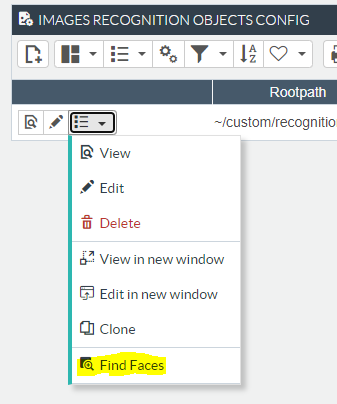 IMAGES RECOGNITION OBJECTS CONFIG
Rootpath
~/custom/recognition
View
Edit
Delete
View in new window
Edit in new window
Clone
Find Faces